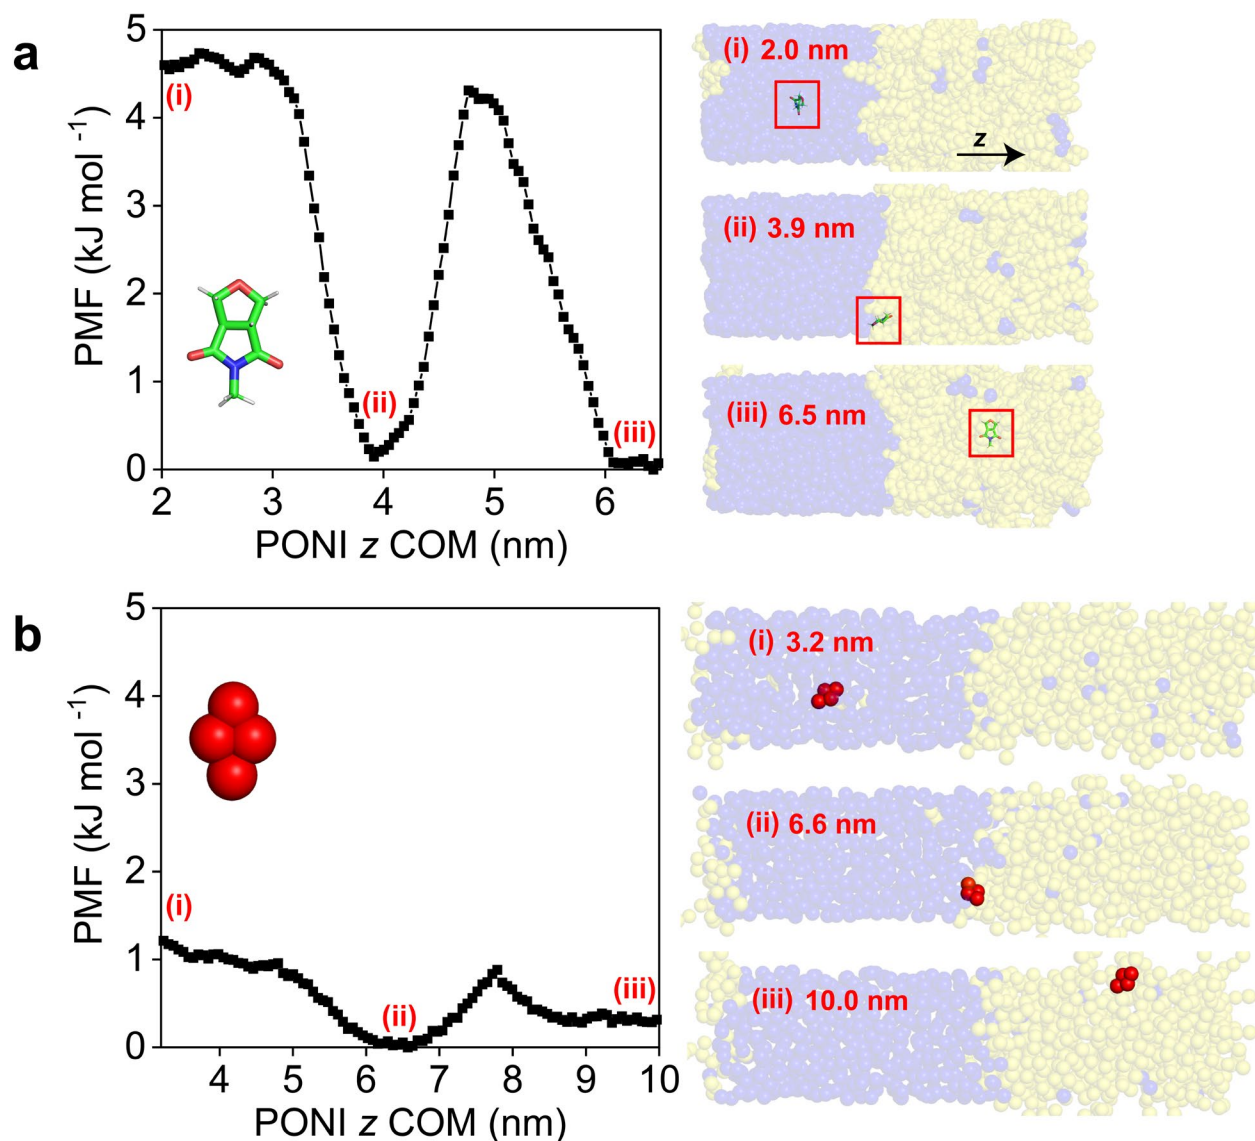 a
PMF (kJ mol -1)
5
4
3
2
1
0
(i)
(ii)
(iii)
2 3 4 5 6
PONI z COM (nm)
(i) 2.0 nm
z
(ii) 3.9 nm
(iii) 6.5 nm
b
PMF (kJ mol -1)
5
4
3
2
1
0
(i)
(ii)
(iii)
4 5 6 7 8 9 10
PONI z COM (nm)
(i) 3.2 nm
(ii) 6.6 nm
(iii) 10.0 nm